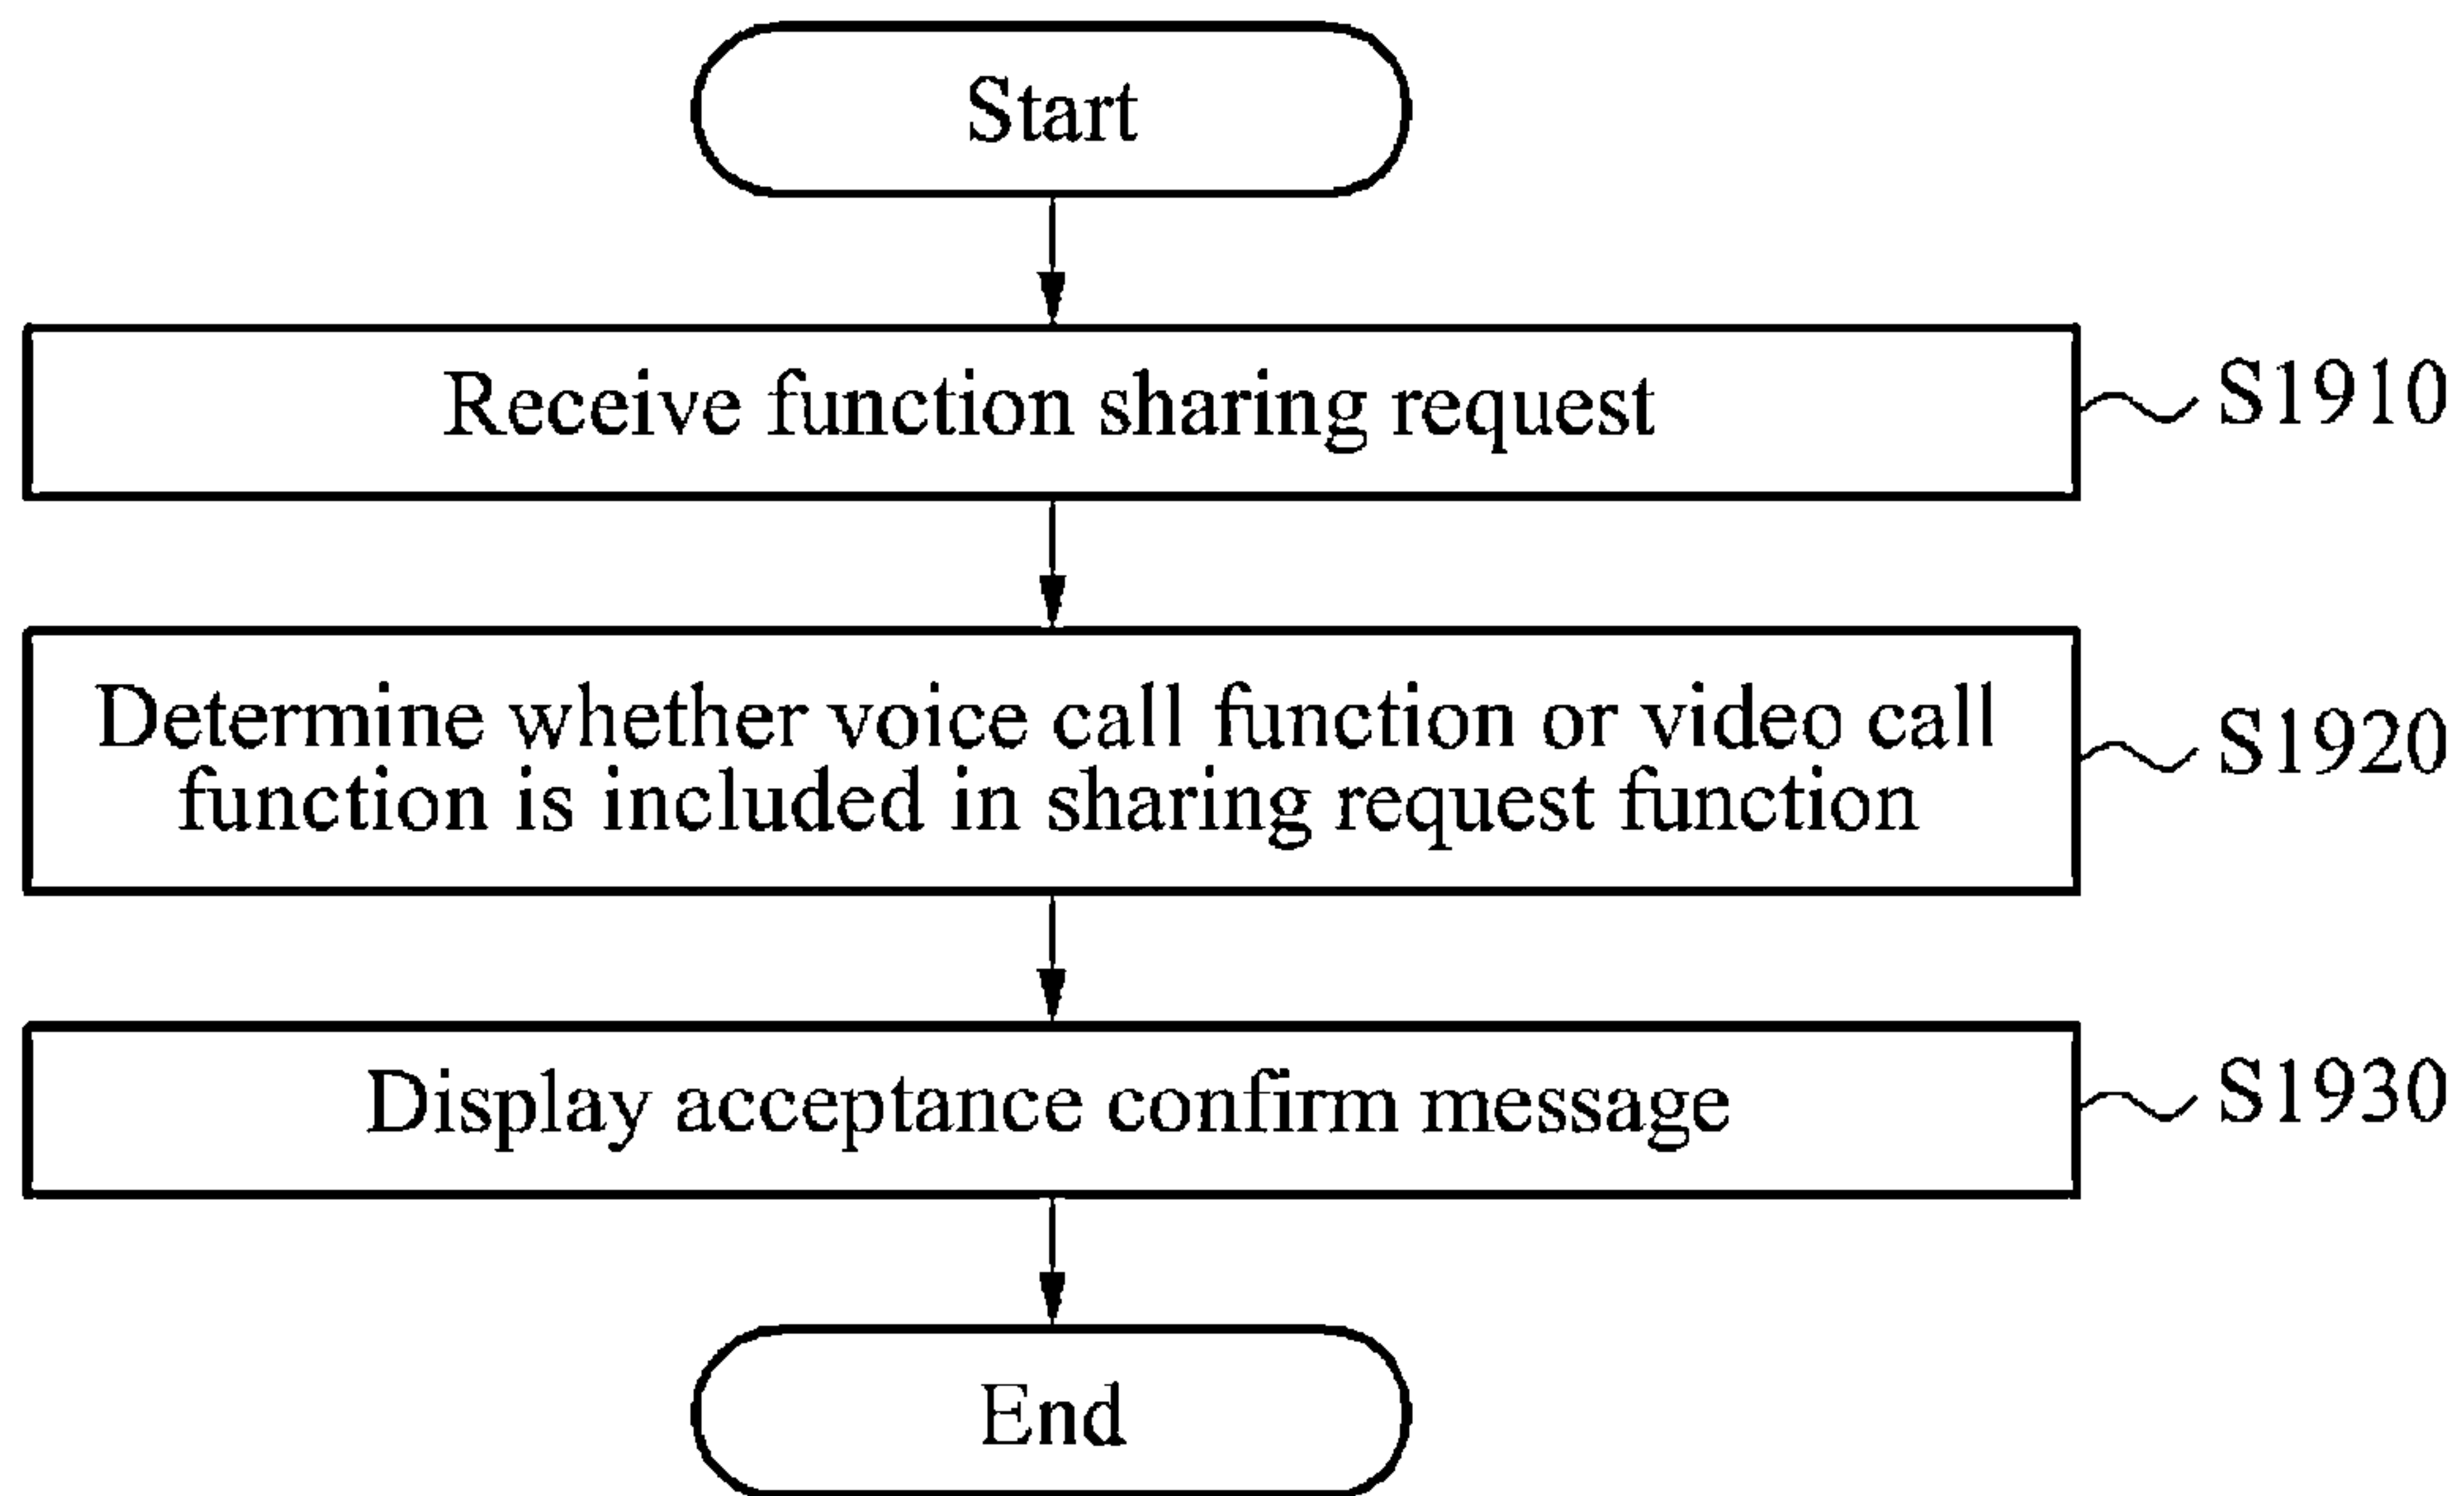 Start
Receive function sharing request
S1910
Determine whether voice call function or video call
function is included in sharing request function
S1920
Display acceptance confirm message
S1930
End